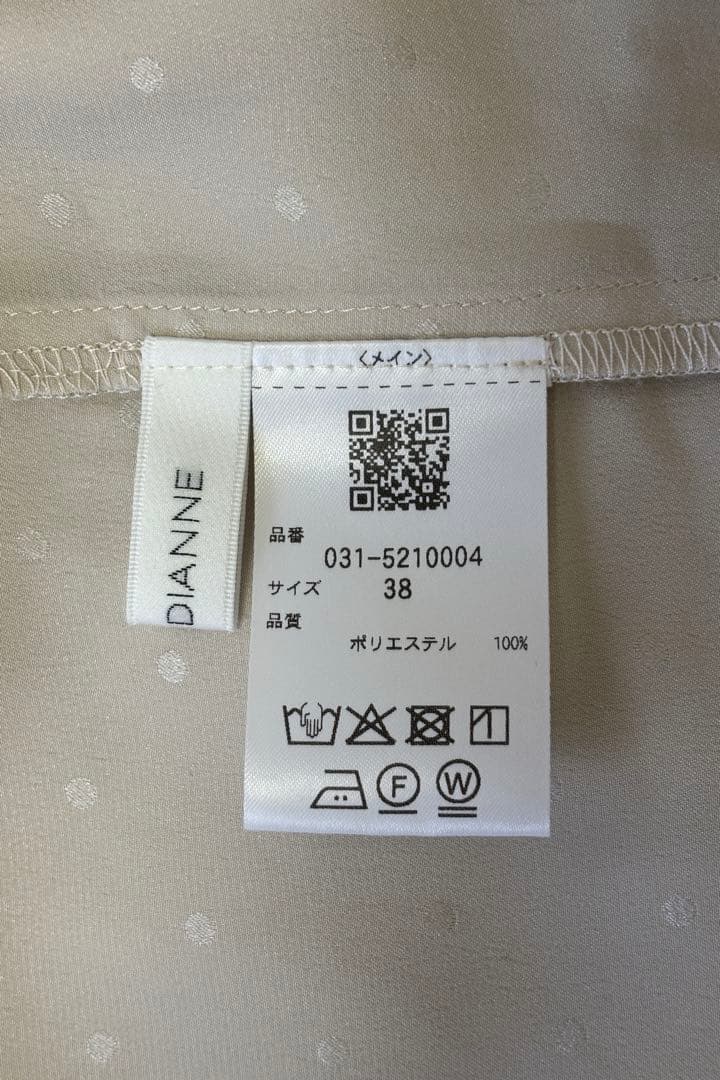 DIANNE
〈メイン〉
品番
031-5210004
サイズ 38
品質
ポリエステル 100%
F W